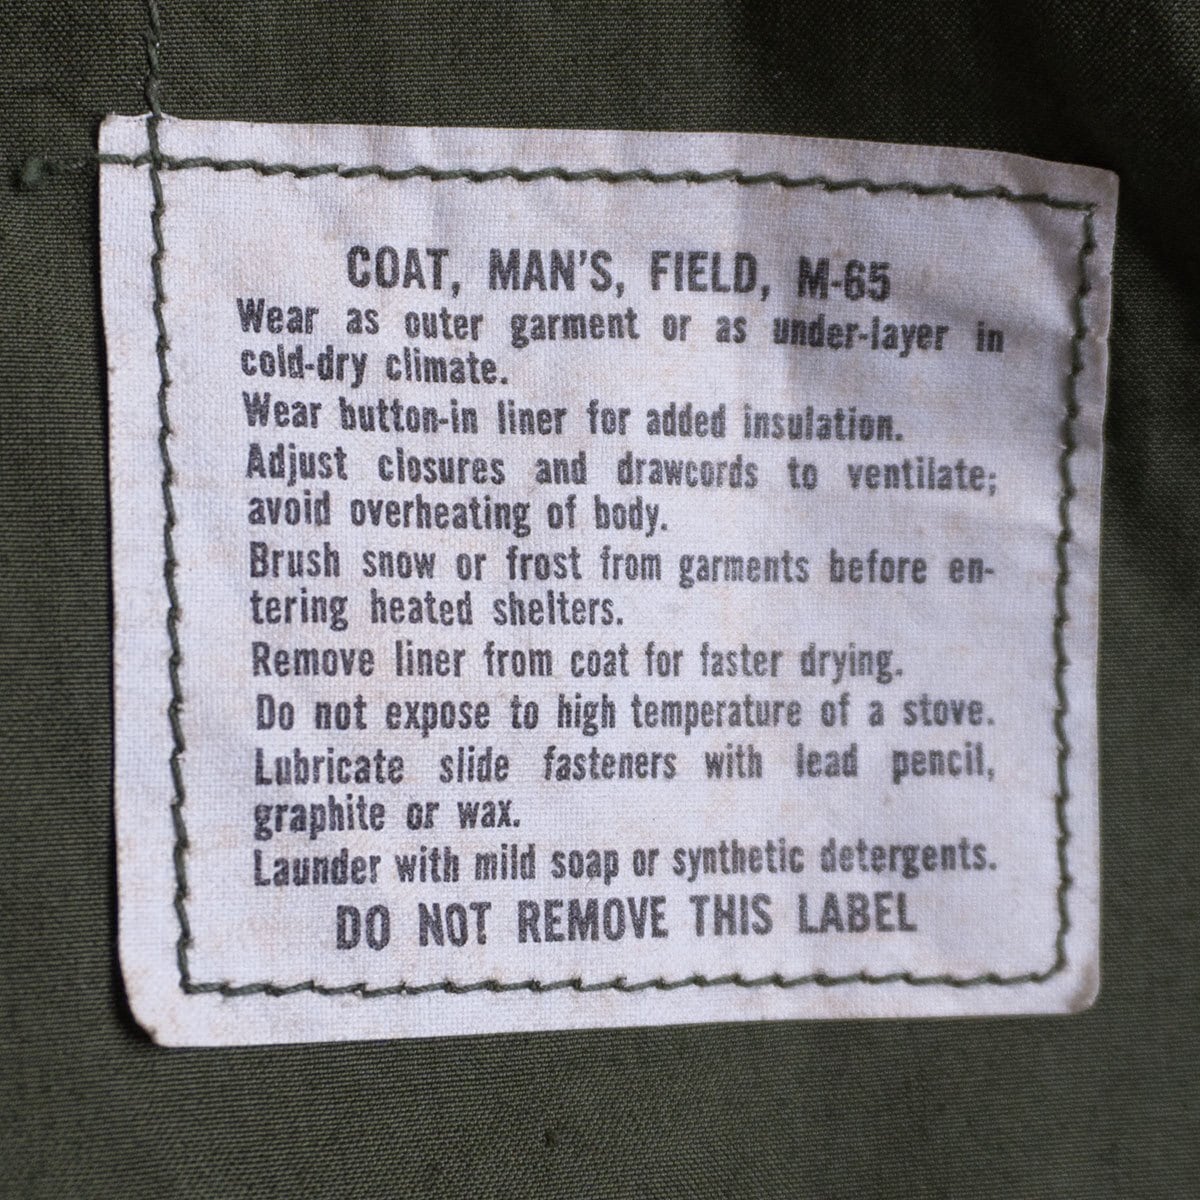 COAT, MAN'S, FIELD, M-65
Wear as outer garment or as under-layer in
cold-dry climate.
Wear button-in liner for added insulation.
Adjust closures and drawcords to ventilate;
avoid overheating of body.
Brush snow or frost from garments before en-
tering heated shelters.
Remove liner from coat for faster drying.
Do not expose to high temperature of a stove.
Lubricate slide fasteners with lead pencil,
graphite or wax.
Launder with mild soap or synthetic detergents.
DO NOT REMOVE THIS LABEL